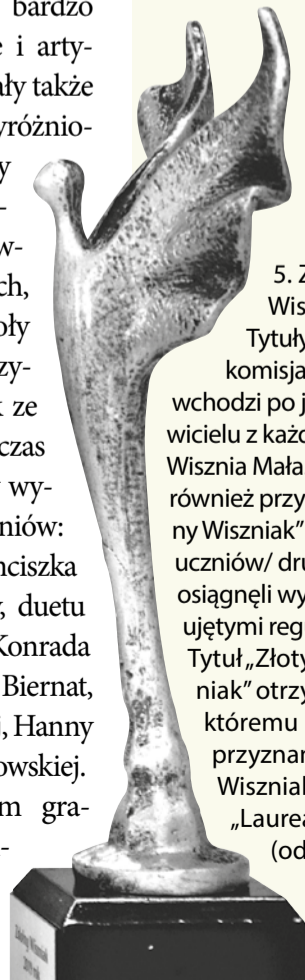 bardzo
e i arty-
ały także
yróżnio-
y
-
w-
ch,
oły
zy-
k ze
czas
wy-
niów:
nciszka
y, duetu
Konrada
Biernat,
j, Hanny
owskiej.
m gra-
-
5. Z
Wis
Tytuły
komisja
wchodzi po j
wicielu z każd
Wisznia Mała
również przy
ny Wiszniak”
uczniów/ dru
osiągnęli wy
ujętymi reg
Tytuł „Złoty
niak” otrzy
któremu
przyznan
Wiszniak
„Laurea
(od